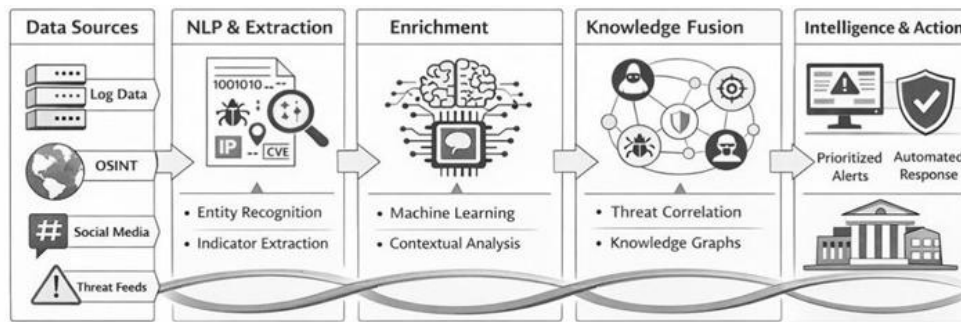 Data Sources
Log Data
OSINT
#
Social Media
Threat Feeds
NLP & Extraction
1001010
IP
CVE
• Entity Recognition
• Indicator Extraction
Enrichment
• Machine Learning
• Contextual Analysis
Knowledge Fusion
• Threat Correlation
• Knowledge Graphs
Intelligence & Action
Prioritized Automated
Alerts Response